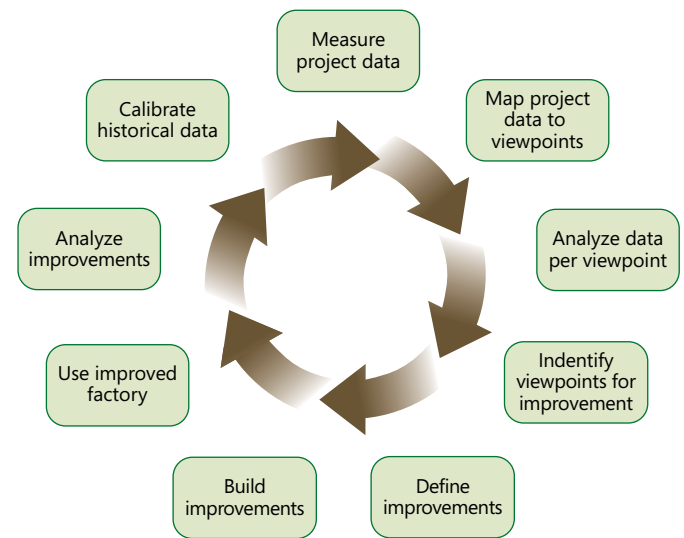 Measure
project data
Map project
data to
viewpoints
Analyze data
per viewpoint
Indentify
viewpoints for
improvement
Define
improvements
Build
improvements
Use improved
factory
Analyze
improvements
Calibrate
historical data